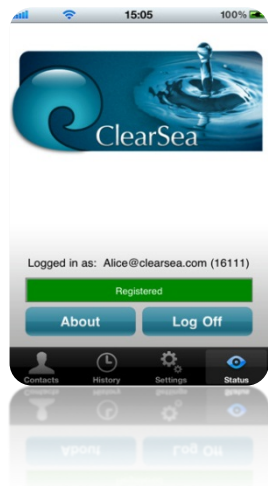 15:05 100%
ClearSea
Logged in as: Alice@clearsea.com (16111)
Registered
About Log Off
Contacts History Settings Status